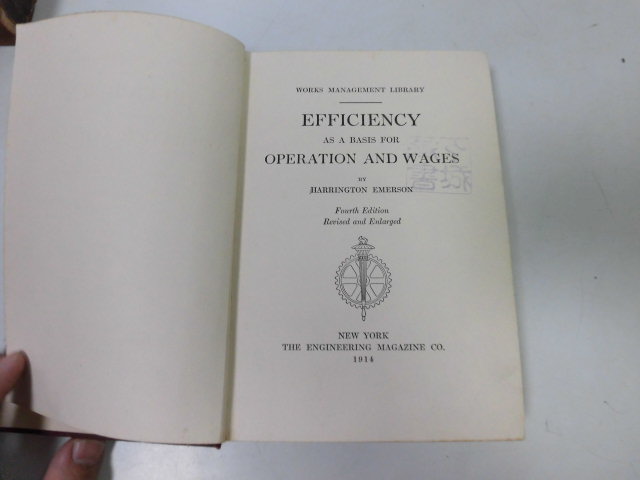 WORKS MANAGEMENT LIBRARY
EFFICIENCY
AS A BASIS FOR
OPERATION AND WAGES
BY
HARRINGTON EMERSON
Fourth Edition
Revised and Enlarged
NEW YORK
THE ENGINEERING MAGAZINE CO.
1914